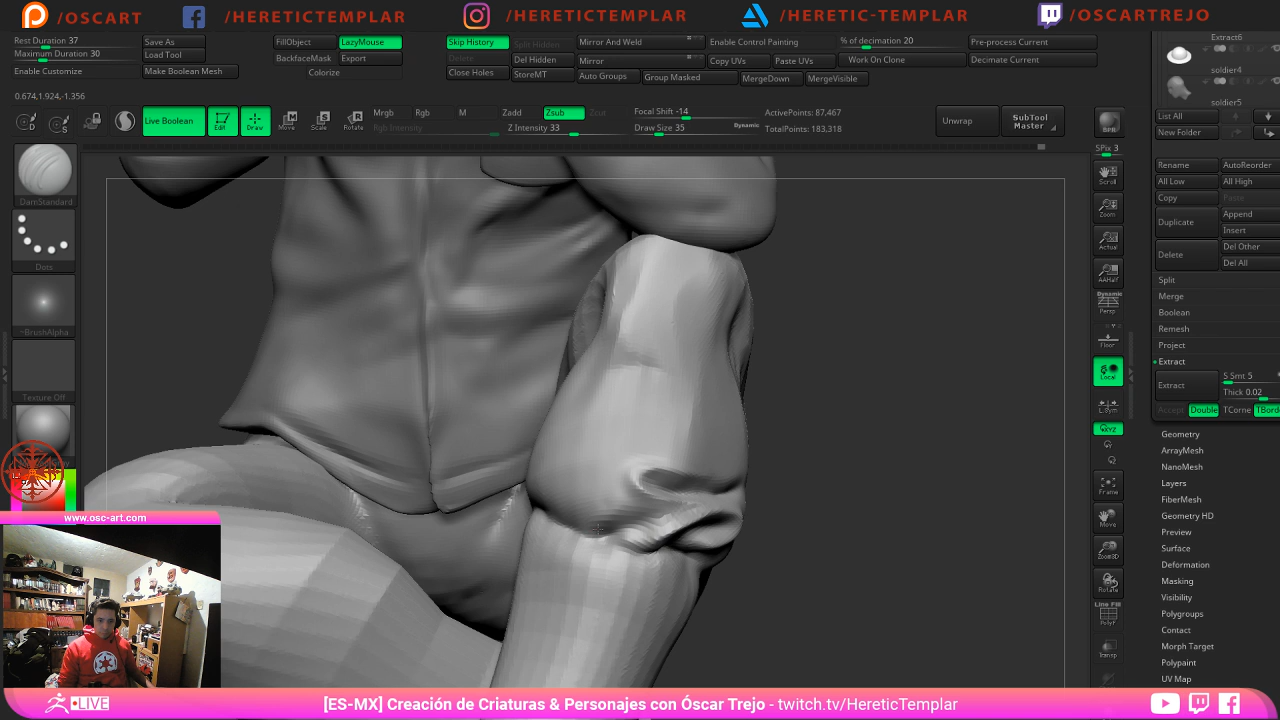 /OSCART
/HERETICTEMPLAR
/HERETICTEMPLAR
/HERETIC-TEMPLAR
/OSCARTREJO
Rest Duration 37
Maximum Duration 30
Enable Customize
Save As
Load Tool
Make Boolean Mesh
FillObject
BackfaceMask
Colorize
LazyMouse
Export
Skip History
Delete
Close Holes
Split Hidden
Del Hidden
StoreMT
Mirror And Weld
Mirror
Auto Groups
Group Masked
Enable Control Painting
Copy UVs
Paste UVs
MergeDown
MergeVisible
% of decimation 20
Work On Clone
Pre-process Current
Decimate Current
0.674,1.924,-1.356
Live Boolean
Edit
Draw
Move
Scale
Rotate
Mrgb
Rgb
M
Rgb Intensity
Zadd
Zsub
Zcut
Z Intensity 33
Focal Shift -14
Draw Size 35
Dynamic
ActivePoints: 87,467
TotalPoints: 183,318
Unwrap
SubTool
Master
BPR
SPix 3
Scroll
Zoom
Actual
AAHalf
Dynamic
Persp
Floor
Local
L.Sym
XYZ
Frame
Move
Zoom3D
Rotate
Line Fill
PolyF
Transp
DamStandard
Dots
~BrushAlpha
Texture Off
Extract6
soldier4
soldier5
List All
New Folder
Rename
AutoReorder
All Low
All High
Copy
Paste
Duplicate
Append
Insert
Delete
Del Other
Del All
Split
Merge
Boolean
Remesh
Project
Extract
Extract
S Smt 5
Thick 0.02
Accept
Double
TCorne
TBord
Geometry
ArrayMesh
NanoMesh
Layers
FiberMesh
Geometry HD
Preview
Surface
Deformation
Masking
Visibility
Polygroups
Contact
Morph Target
Polypaint
UV Map
www.osc-art.com
LIVE
[ES-MX] Creación de Criaturas & Personajes con Óscar Trejo - twitch.tv/HereticTemplar